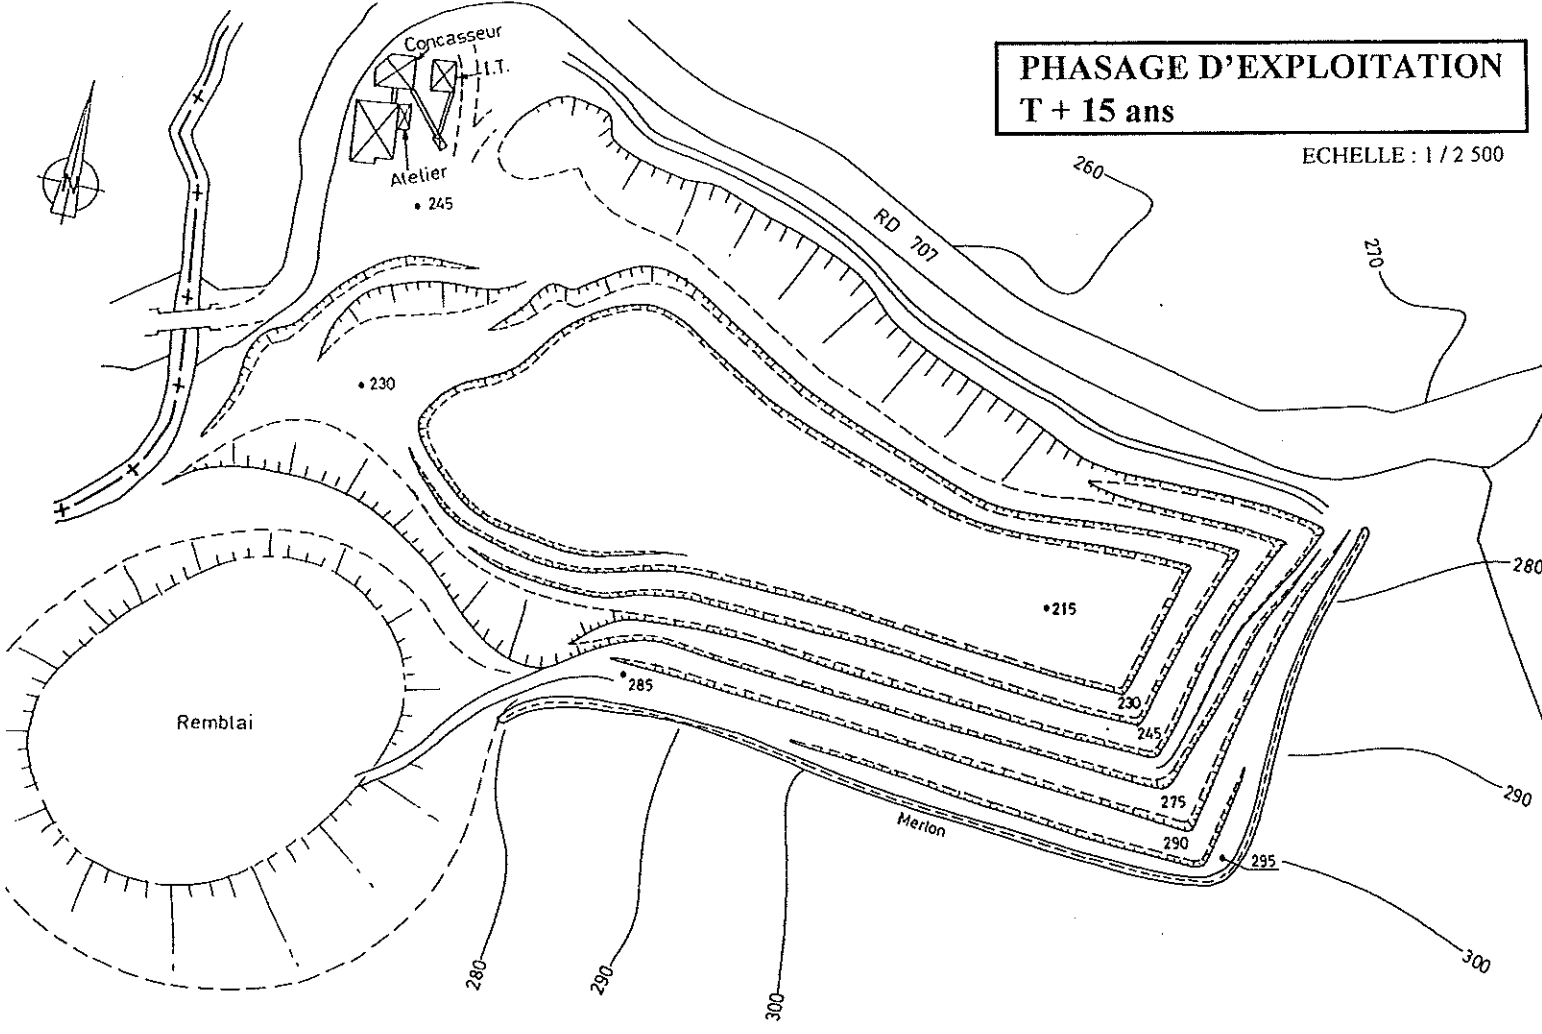 PHASAGE D'EXPLOITATION
T + 15 ans
ECHELLE : 1 / 2 500
Concasseur
I.T.
Atelier
N
245
230
RD 707
260
270
280
215
285
Remblai
230
245
275
290
295
Merlon
290
300
280
290
300